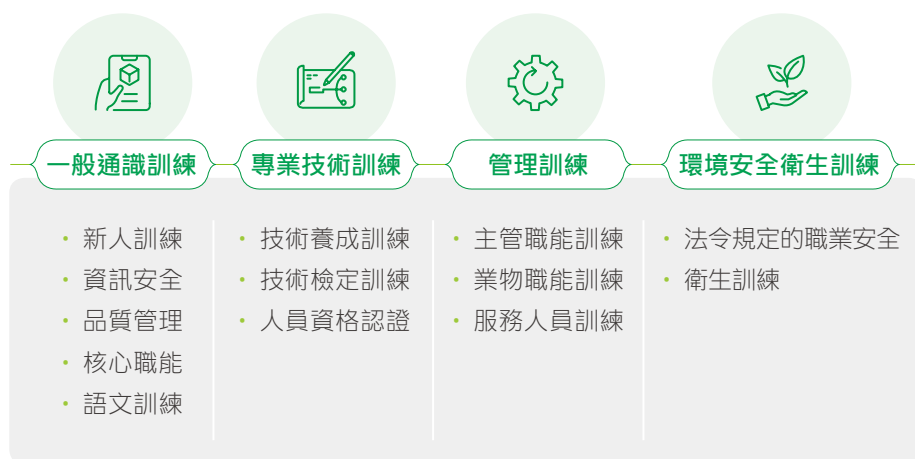 一般通識訓練
專業技術訓練
管理訓練
環境安全衛生訓練
• 新人訓練
• 資訊安全
• 品質管理
• 核心職能
• 語文訓練
• 技術養成訓練
• 技術檢定訓練
• 人員資格認證
• 主管職能訓練
• 業物職能訓練
• 服務人員訓練
• 法令規定的職業安全
• 衛生訓練